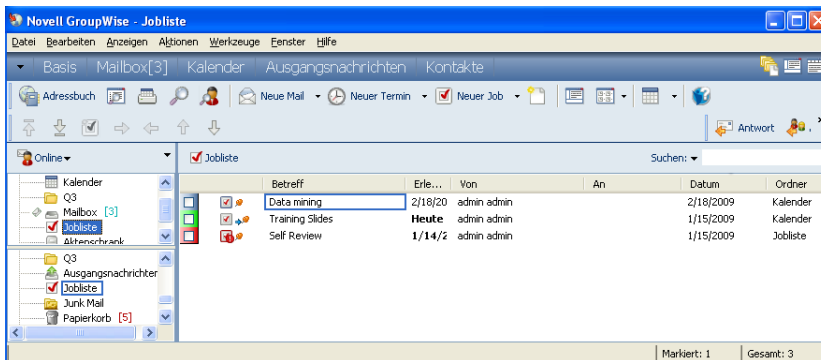 Novell GroupWise - Jobliste
Datei Bearbeiten Anzeigen Aktionen Werkzeuge Fenster Hilfe
Basis Mailbox[3] Kalender Ausgangsnachrichten Kontakte
Adressbuch Neue Mail Neuer Termin Neuer Job
Antwort
Online Jobliste Suchen:
Kalender
Q3
Mailbox [3]
Jobliste
Aktenschrank
Q3
Ausgangsnachrichter
Jobliste
Junk Mail
Papierkorb [5]
Betreff Erle... Von An Datum Ordner
Data mining 2/18/20 admin admin 2/18/2009 Kalender
Training Slides Heute admin admin 1/15/2009 Kalender
Self Review 1/14/2 admin admin 1/15/2009 Jobliste
Markiert: 1 Gesamt: 3